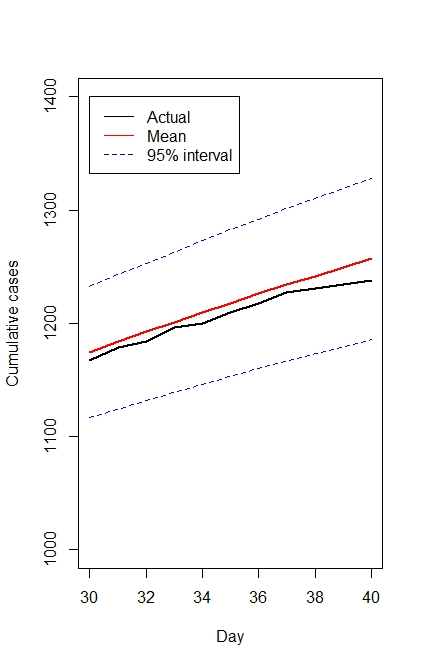 1400
1300
1200
1100
1000
Cumulative cases
Actual
Mean
95% interval
30 32 34 36 38 40
Day